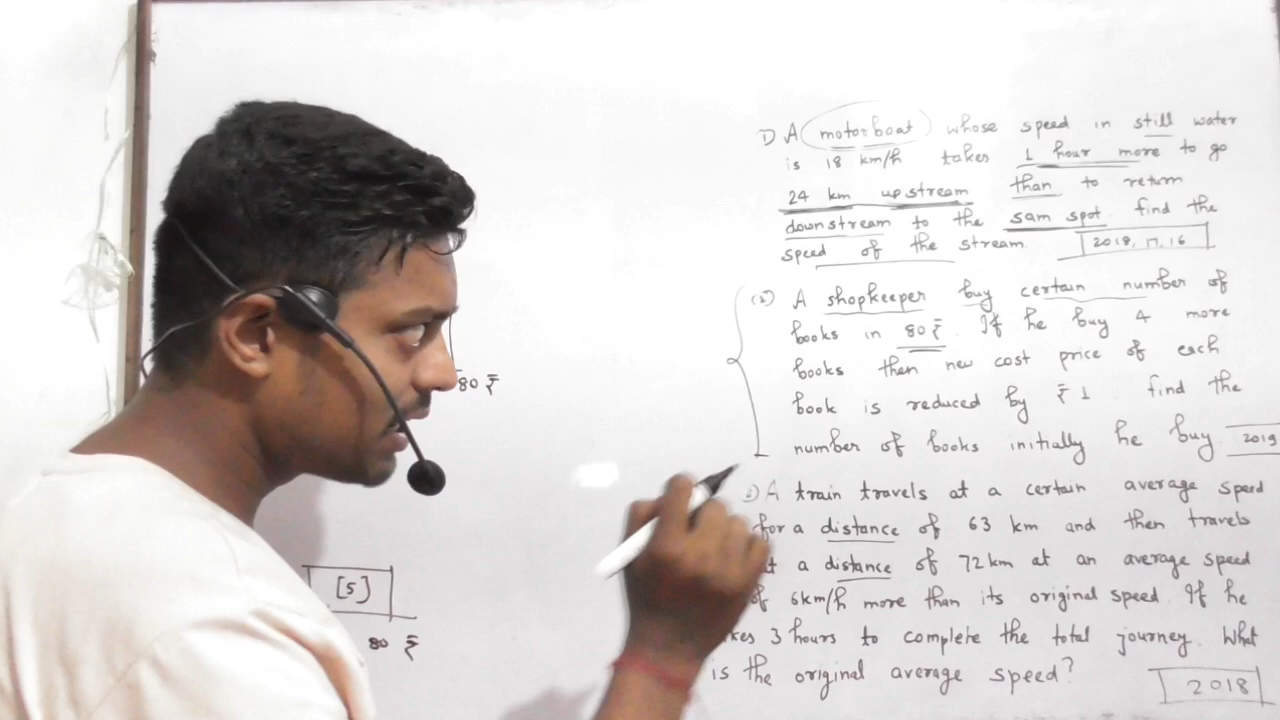 1) A motorboat whose speed in still water
is 18 km/h takes 1 hour more to go
24 km upstream than to return
downstream to the sam spot. find the
speed of the stream. 2018, 17, 16
(2) A shopkeeper buy certain number of
books in 80 ₹. If he buy 4 more
books then new cost price of each
book is reduced by ₹ 1 find the
number of books initially he buy. 2019
A train travels at a certain average speed
for a distance of 63 km and then travels
a distance of 72 km at an average speed
of 6 km/h more than its original speed. If he
3 hours to complete the total journey. What
is the original average speed?
2018
80 ₹
[5]
80 ₹